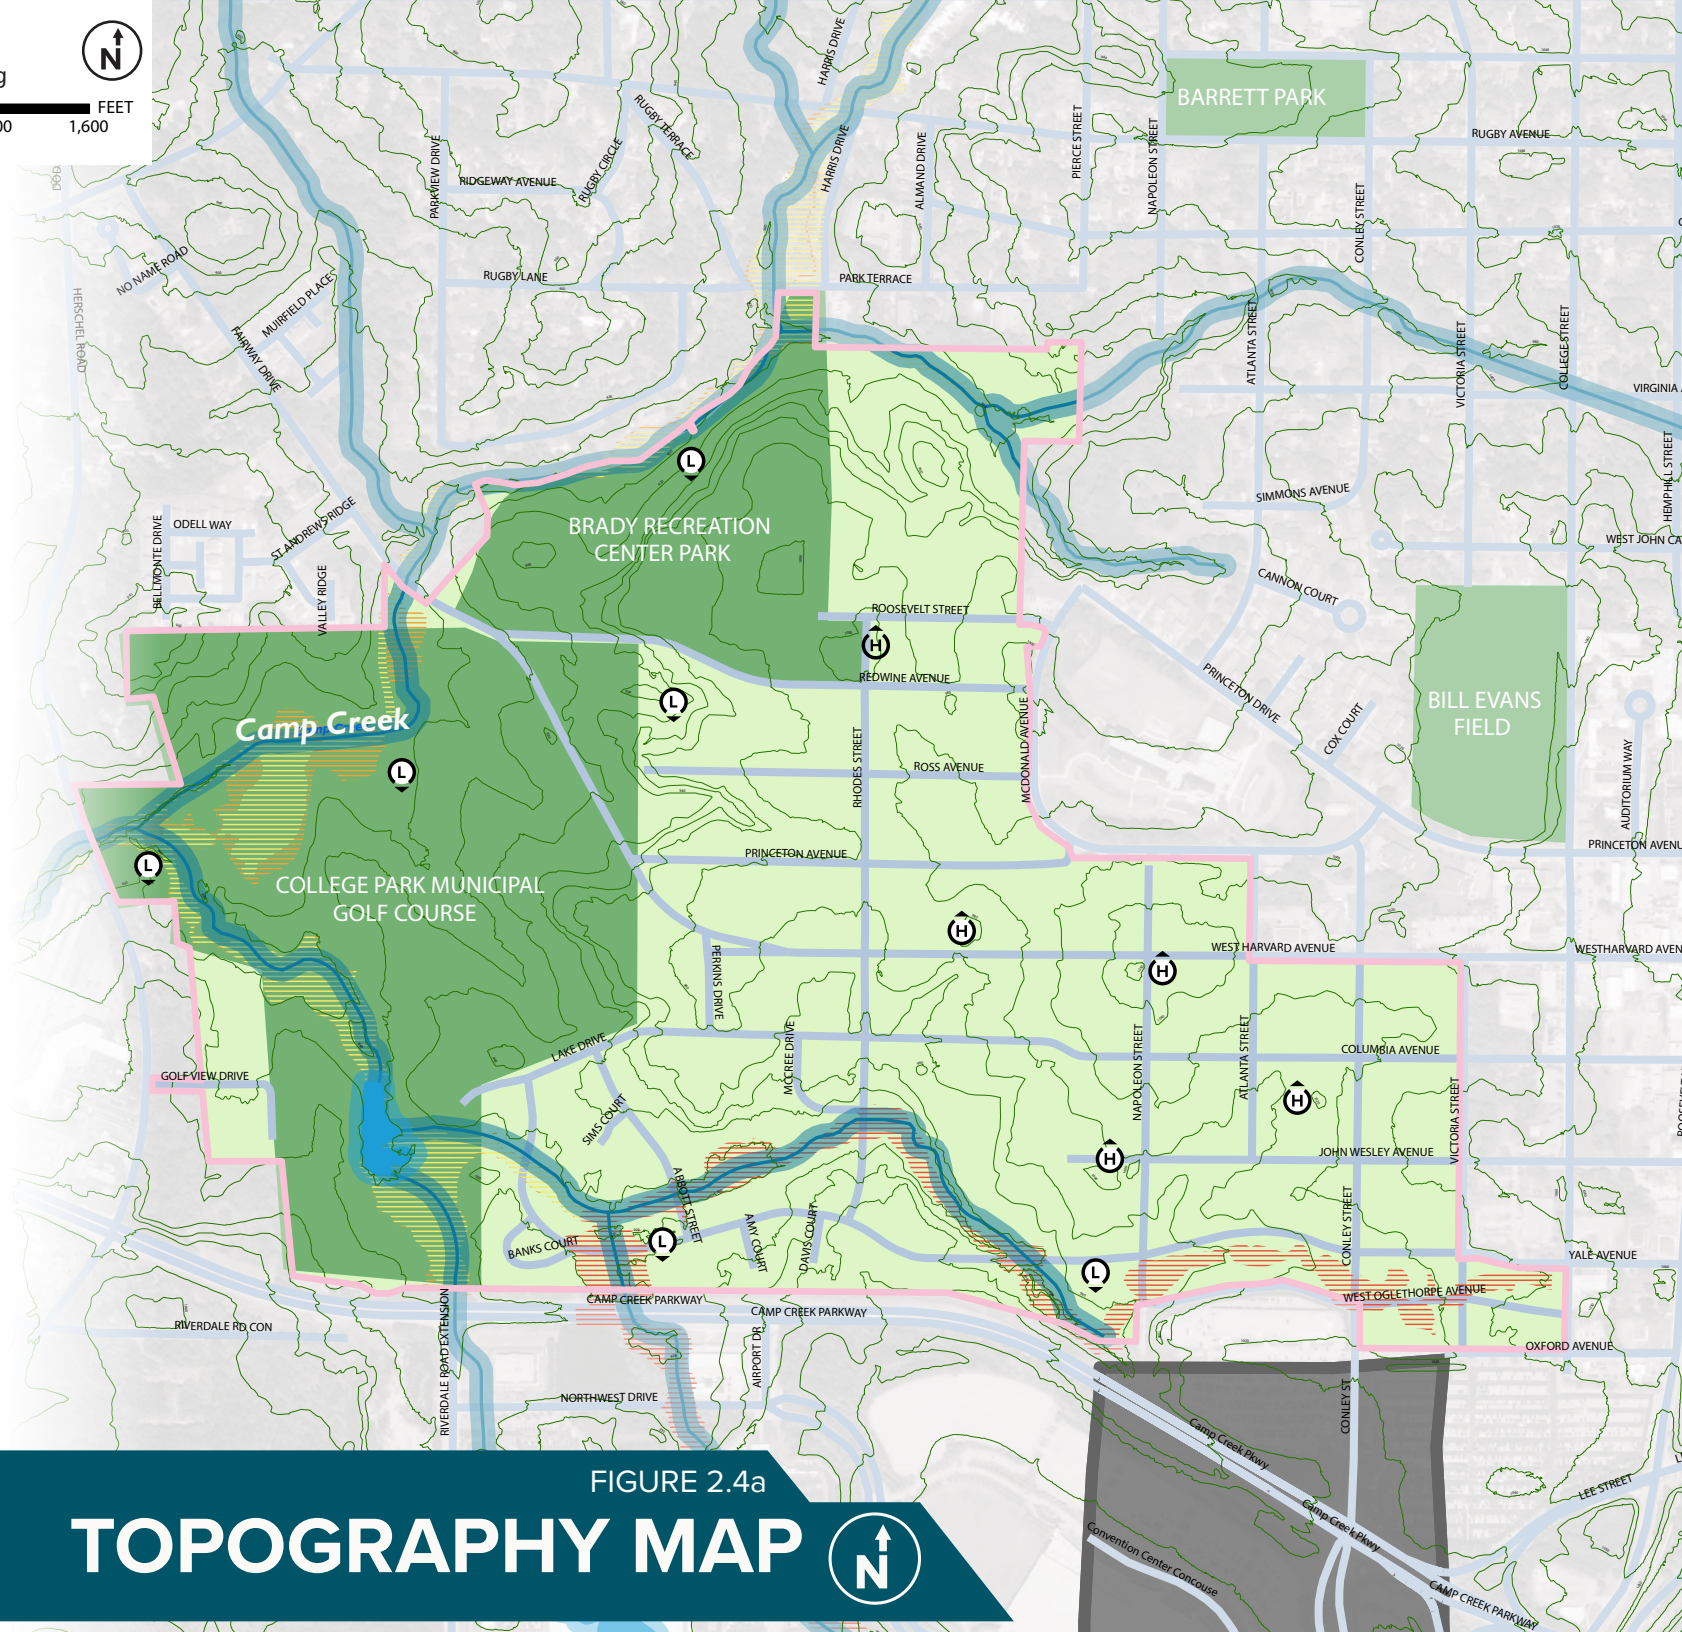 N
g
FEET
00
1,600
HARRIS DRIVE
BARRETT PARK
RUGBY TERRACE
RUGBY AVENUE
PIERCE STREET
NAPOLEON STREET
PARKVIEW DRIVE
RUGBY CIRCLE
HARRIS DRIVE
ALMAND DRIVE
RIDGEWAY AVENUE
CONLEY STREET
NO NAME ROAD
RUGBY LANE
PARK TERRACE
MUIRFIELD PLACE
HERSCHEL ROAD
FAIRWAY DRIVE
ATLANTA STREET
VICTORIA STREET
COLLEGE STREET
VIRGINIA
HEMPHILL STREET
L
SIMMONS AVENUE
ODELL WAY
ST ANDREWS RIDGE
BELLMONTE DRIVE
VALLEY RIDGE
BRADY RECREATION
CENTER PARK
WEST JOHN CA
CANNON COURT
ROOSEVELT STREET
H
REDWINE AVENUE
PRINCETON DRIVE
BILL EVANS
FIELD
L
Camp Creek
COX COURT
MCDONALD AVENUE
RHODES STREET
ROSS AVENUE
L
AUDITORIUM WAY
PRINCETON AVENUE
PRINCETON AVENU
L
COLLEGE PARK MUNICIPAL
GOLF COURSE
H
WEST HARVARD AVENUE
WESTHARVARD AVEN
H
PERKINS DRIVE
LAKE DRIVE
MCCREE DRIVE
NAPOLEON STREET
ATLANTA STREET
COLUMBIA AVENUE
GOLF VIEW DRIVE
H
SIMS COURT
VICTORIA STREET
H
JOHN WESLEY AVENUE
ABBOTT STREET
CONLEY STREET
BANKS COURT
L
AMY COURT
DAVIS COURT
YALE AVENUE
L
WEST OGLETHORPE AVENUE
CAMP CREEK PARKWAY
CAMP CREEK PARKWAY
RIVERDALE RD CON
RIVERDALE ROAD EXTENSION
AIRPORT DR
OXFORD AVENUE
NORTHWEST DRIVE
CONLEY ST
Camp Creek Pkwy
LEE STREET
FIGURE 2.4a
TOPOGRAPHY MAP
N
Camp Creek Pkwy
Convention Center Concouse
CAMP CREEK PARKWAY